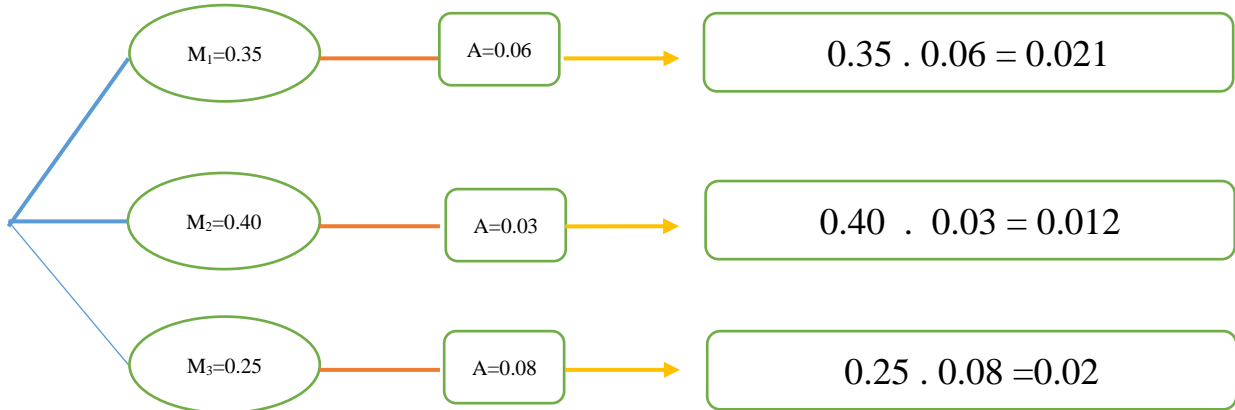 M₁=0.35
A=0.06
0.35 . 0.06 = 0.021
M₂=0.40
A=0.03
0.40 . 0.03 = 0.012
M₃=0.25
A=0.08
0.25 . 0.08 =0.02